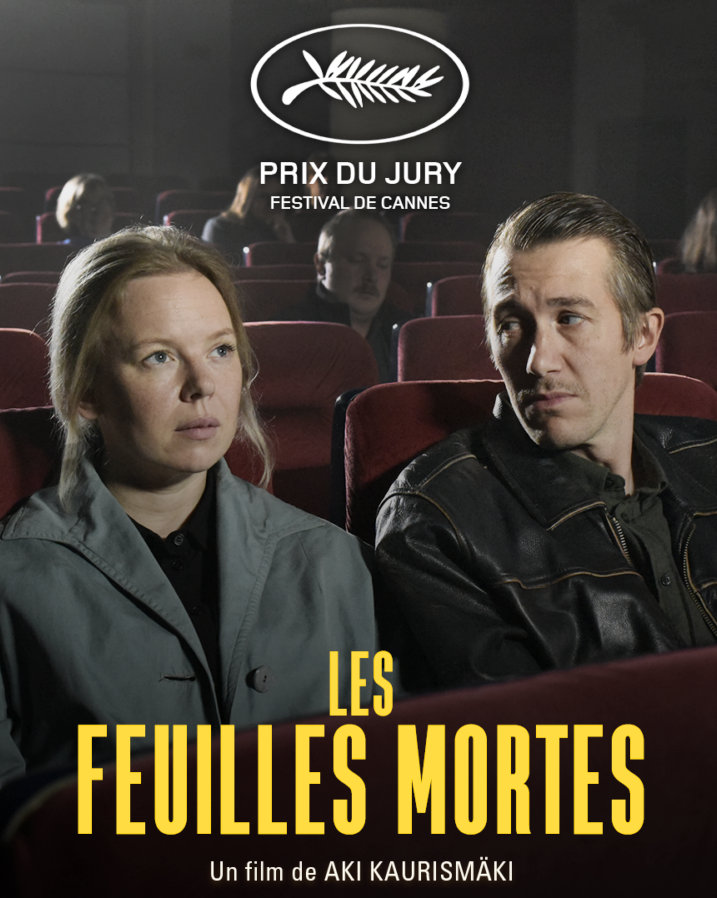 PRIX DU JURY
FESTIVAL DE CANNES
LES
FEUILLES MORTES
Un film de AKI KAURISMÄKI